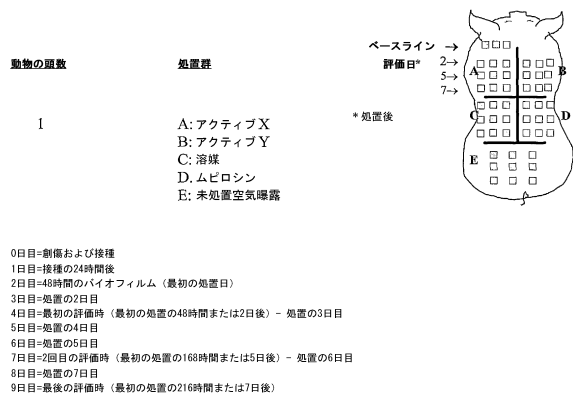 ベースライン →
動物の頭数 処置群 評価日* 2→
5→
7→
A B
* 処置後
C D
E
1 A: アクティブX
B: アクティブY
C: 溶媒
D. ムピロシン
E: 未処置空気曝露
0日目=創傷および接種
1日目=接種の24時間後
2日目=48時間のバイオフィルム（最初の処置日）
3日目=処置の2日目
4日目=最初の評価時（最初の処置の48時間または2日後）- 処置の3日目
5日目=処置の4日目
6日目=処置の5日目
7日目=2回目の評価時（最初の処置の168時間または5日後）- 処置の6日目
8日目=処置の7日目
9日目=最後の評価時（最初の処置の216時間または7日後）